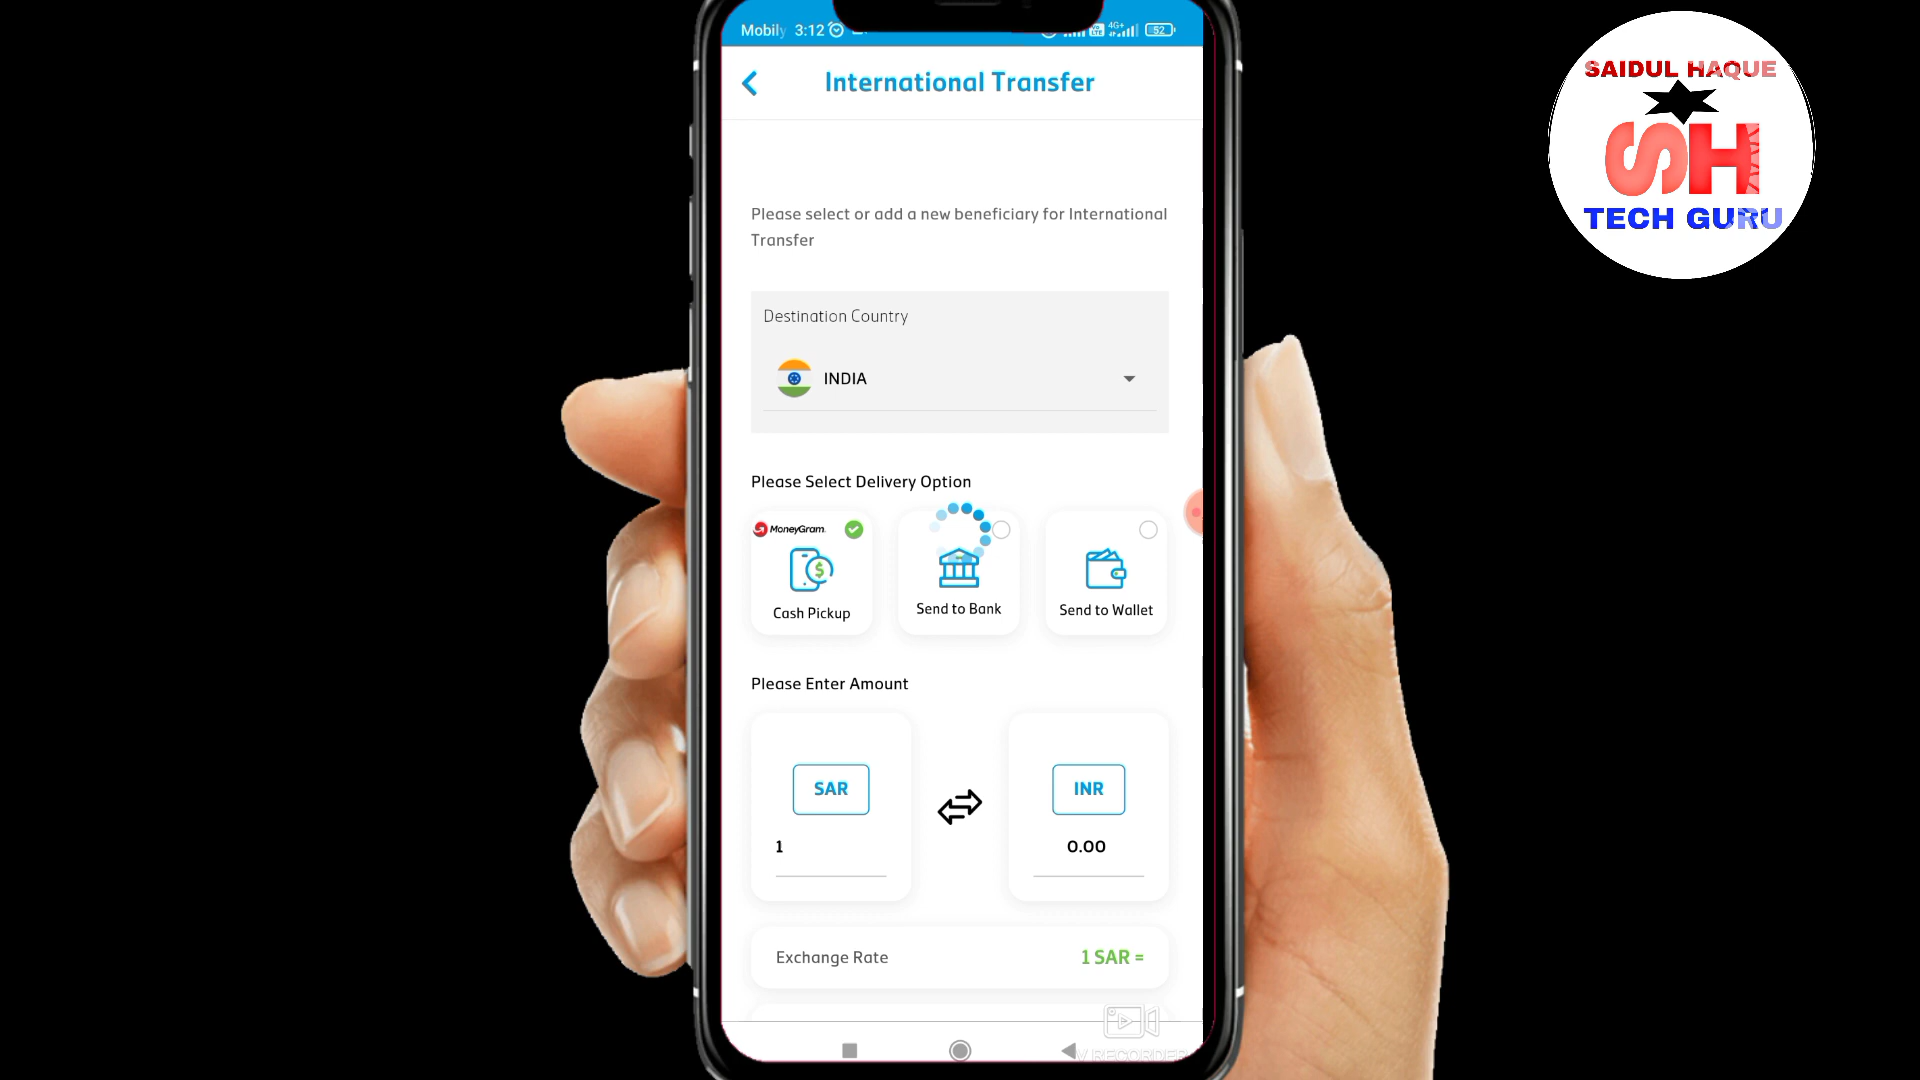 Mobily 3:12
4G+
52
International Transfer
SAIDUL HAQUE
SH
TECH GURU
Please select or add a new beneficiary for International
Transfer
Destination Country
INDIA
Please Select Delivery Option
MoneyGram.
Cash Pickup
Send to Bank
Send to Wallet
Please Enter Amount
SAR
INR
1
0.00
Exchange Rate
1 SAR =
V RECORDER